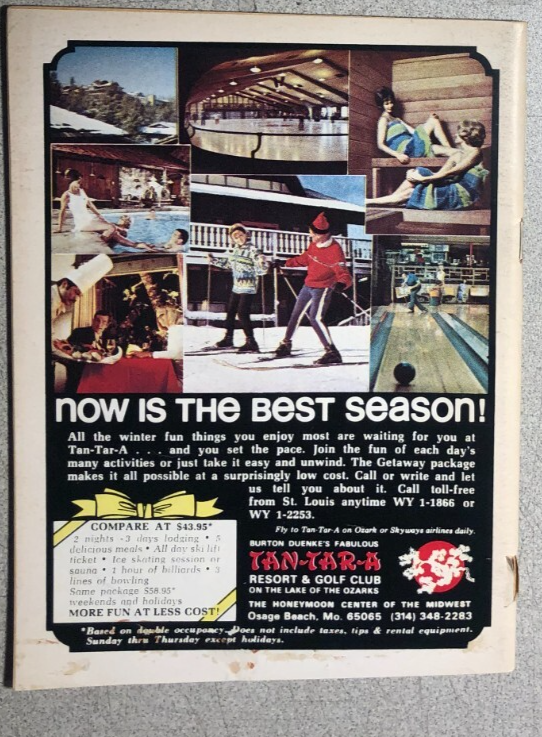 now is the best season!
All the winter fun things you enjoy most are waiting for you at
Tan-Tar-A . . . and you set the pace. Join the fun of each day's
many activities or just take it easy and unwind. The Getaway package
makes it all possible at a surprisingly low cost. Call or write and let
us tell you about it. Call toll-free
from St. Louis anytime WY 1-1866 or
WY 1-2253.
Fly to Tan-Tar-A on Ozark or Skyways airlines daily.
COMPARE AT $43.95*
2 nights -3 days lodging • 5
delicious meals • All day ski lift
ticket • Ice skating session or
sauna • 1 hour of billiards • 3
lines of bowling
Same package $58.95*
weekends and holidays
MORE FUN AT LESS COST!
BURTON DUENKE'S FABULOUS
TAN-TAR-A
RESORT & GOLF CLUB
ON THE LAKE OF THE OZARKS
THE HONEYMOON CENTER OF THE MIDWEST
Osage Beach, Mo. 65065 (314) 348-2283
*Based on double occupancy. Does not include taxes, tips & rental equipment.
Sunday thru Thursday except holidays.